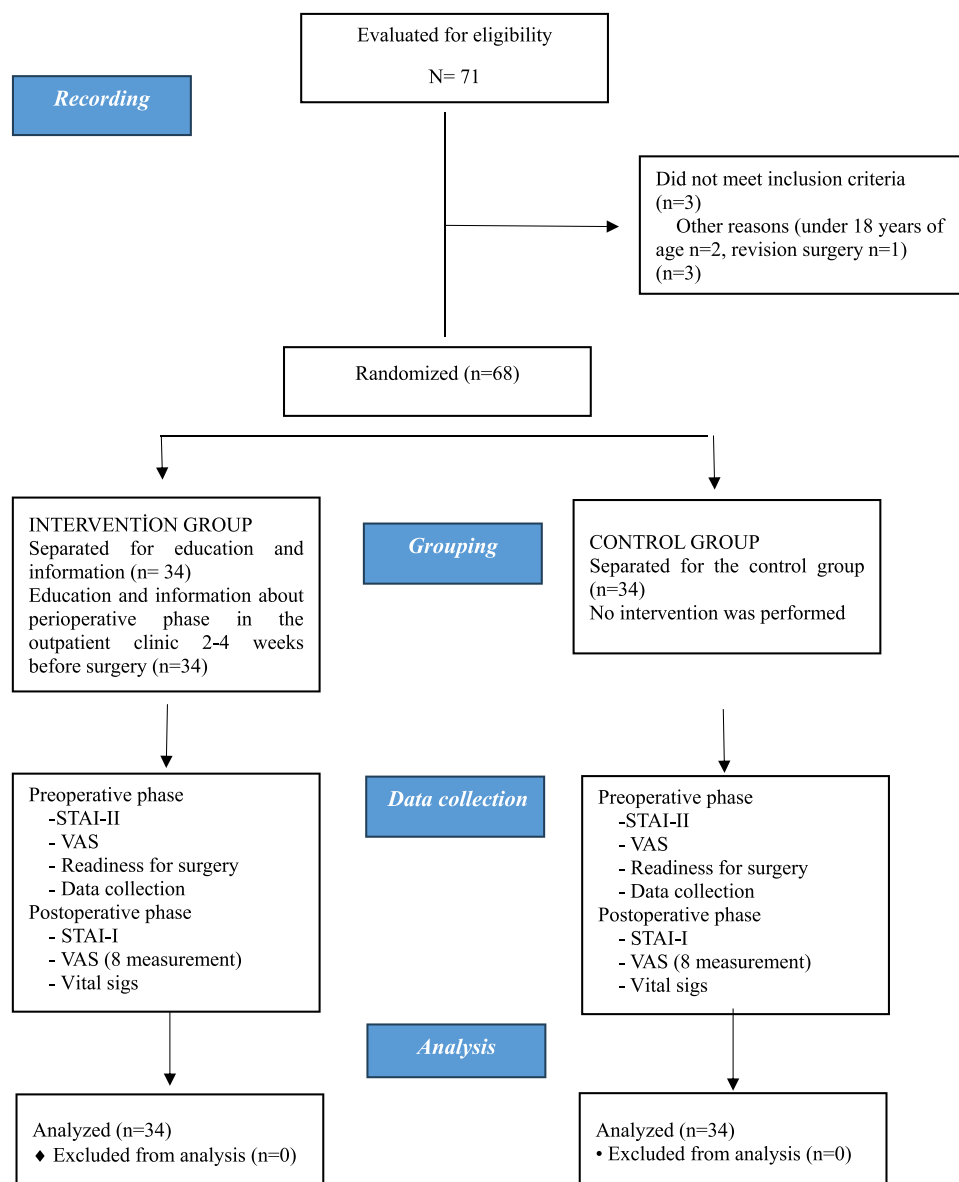 Evaluated for eligibility
N= 71
Recording
Did not meet inclusion criteria
(n=3)
Other reasons (under 18 years of
age n=2, revision surgery n=1)
(n=3)
Randomized (n=68)
INTERVENTİON GROUP
Separated for education and
information (n= 34)
Education and information about
perioperative phase in the
outpatient clinic 2-4 weeks
before surgery (n=34)
Grouping
CONTROL GROUP
Separated for the control group
(n=34)
No intervention was performed
Preoperative phase
-STAI-II
- VAS
- Readiness for surgery
- Data collection
Postoperative phase
- STAI-I
- VAS (8 measurement)
- Vital sigs
Data collection
Preoperative phase
-STAI-II
- VAS
- Readiness for surgery
- Data collection
Postoperative phase
- STAI-I
- VAS (8 measurement)
- Vital sigs
Analysis
Analyzed (n=34)
♦ Excluded from analysis (n=0)
Analyzed (n=34)
• Excluded from analysis (n=0)